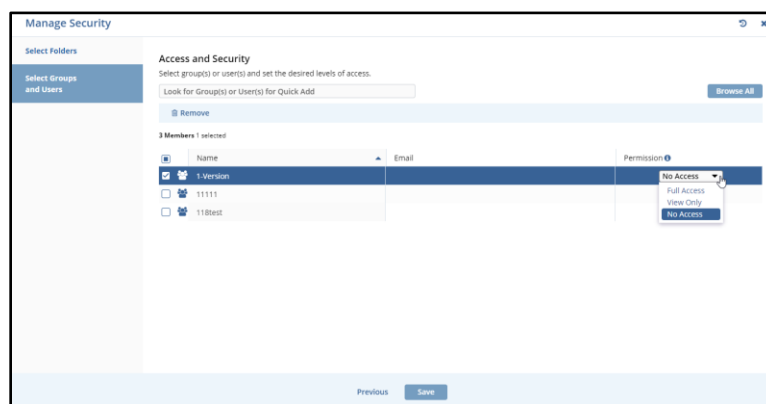 Manage Security
Select Folders
Select Groups
and Users
Access and Security
Select group(s) or user(s) and set the desired levels of access.
Look for Group(s) or User(s) for Quick Add
Browse All
Remove
3 Members 1 selected
Name Email Permission
1-Version No Access
11111 Full Access
View Only
118test No Access
Previous Save